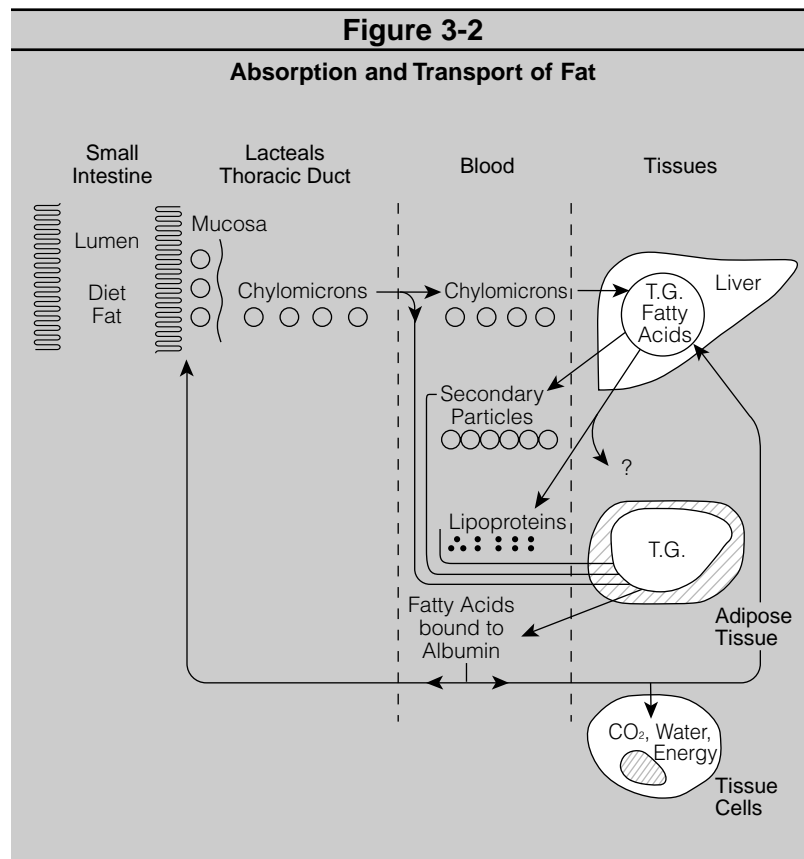 Figure 3-2
Absorption and Transport of Fat
Small
Intestine
Lacteals
Thoracic Duct
Blood
Tissues
Lumen
Diet
Fat
Mucosa
Chylomicrons
Chylomicrons
T.G.
Fatty
Acids
Liver
Secondary
Particles
?
Lipoproteins
T.G.
Fatty Acids
bound to
Albumin
Adipose
Tissue
CO₂, Water,
Energy
Tissue
Cells